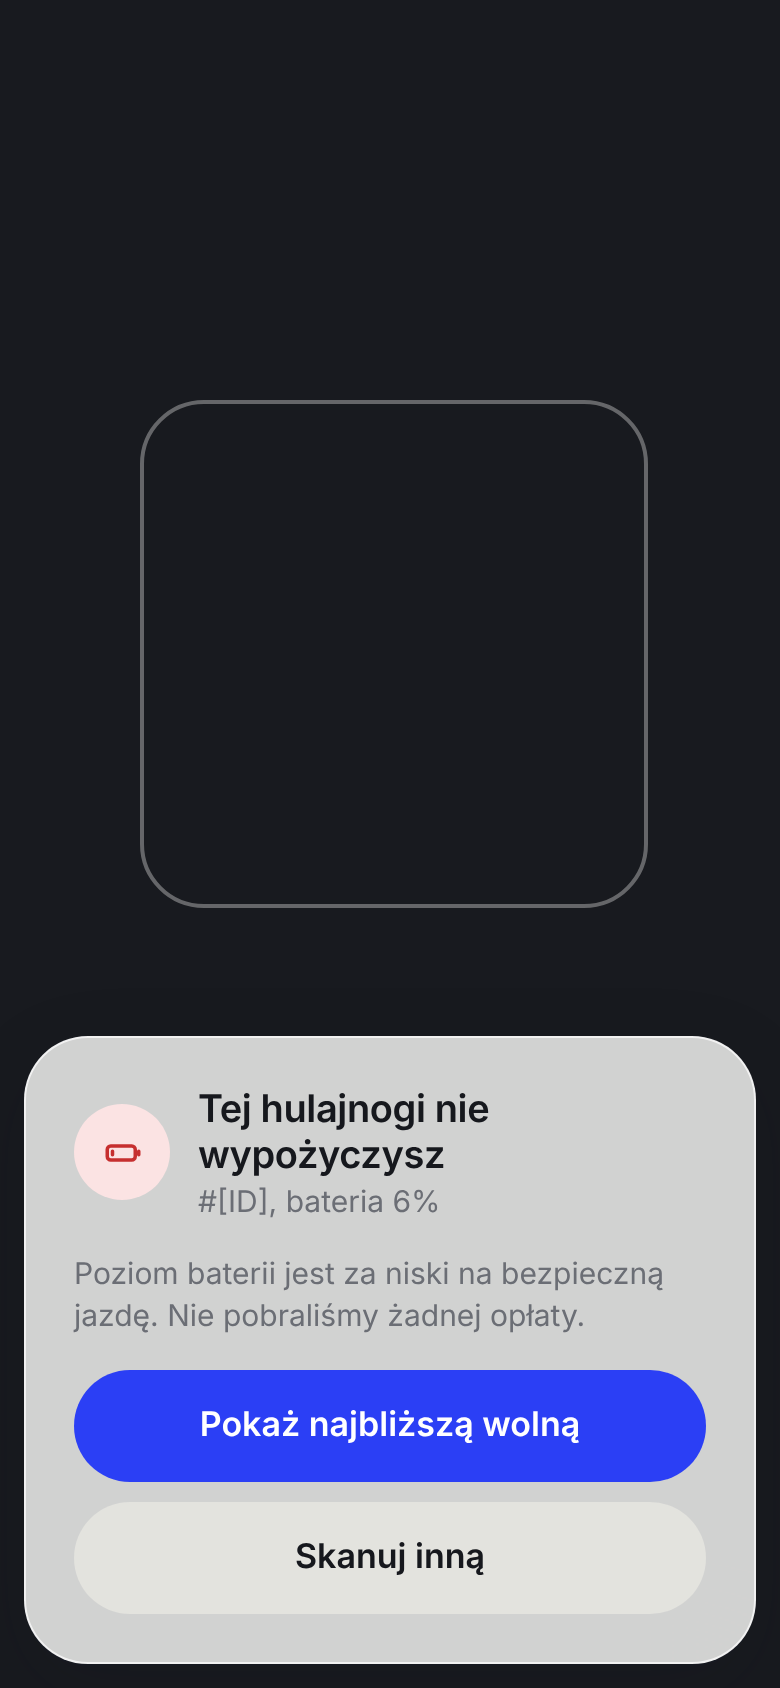 Tej hulajnogi nie
wypożyczysz
#[ID], bateria 6%
Poziom baterii jest za niski na bezpieczną
jazdę. Nie pobraliśmy żadnej opłaty.
Pokaż najbliższą wolną
Skanuj inną